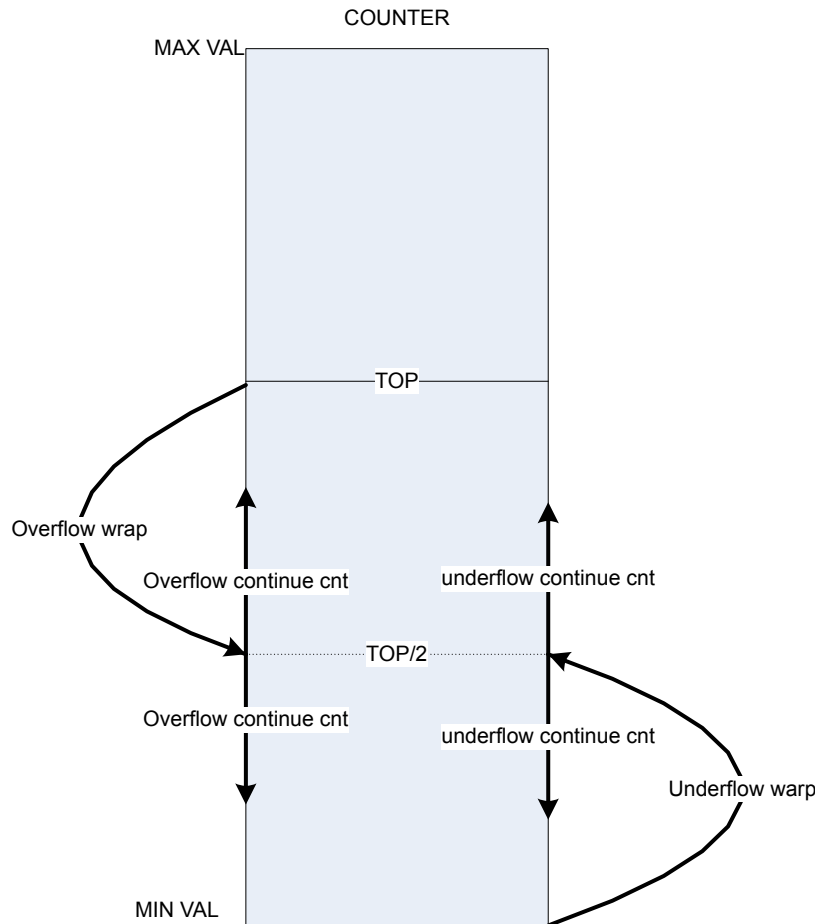 COUNTER
MAX VAL
TOP
Overflow wrap
Overflow continue cnt
underflow continue cnt
TOP/2
Overflow continue cnt
underflow continue cnt
Underflow warp
MIN VAL